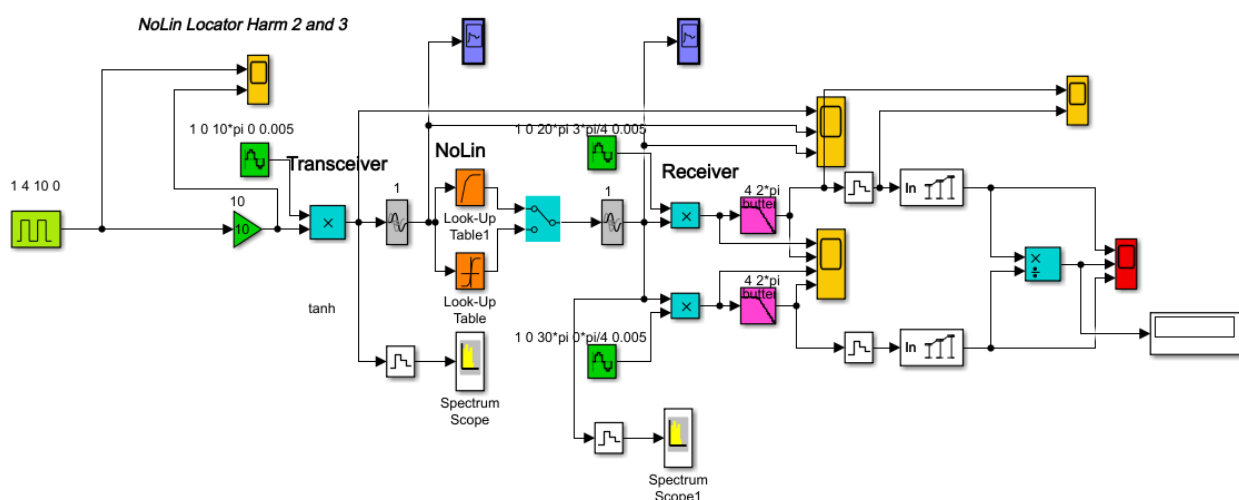 NoLin Locator Harm 2 and 3
1 0 10*pi 0 0.005
1 0 20*pi 3*pi/4 0.005
Transceiver
NoLin
Receiver
1 4 10 0
10
10
1
Look-Up
Table1
1
4 2*pi
butter
In
×
×
×
÷
Look-Up
Table
×
4 2*pi
butter
tanh
1 0 30*pi 0*pi/4 0.005
In
Spectrum
Scope
Spectrum
Scope1